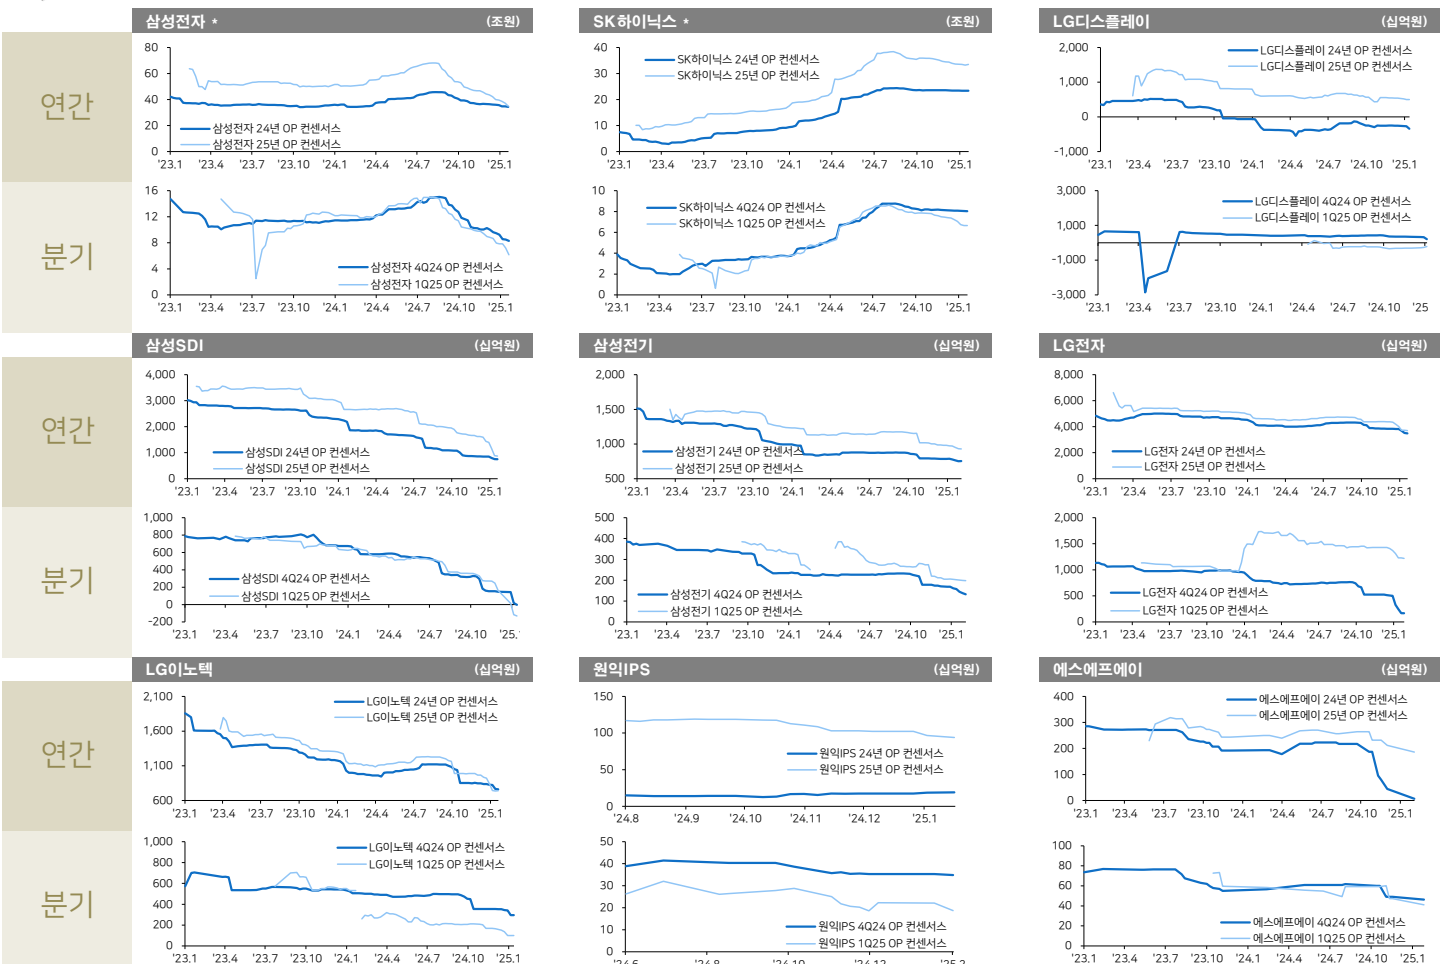 삼성전자 * (조원)
SK하이닉스 * (조원)
LG디스플레이 (십억원)
연간
80
60
40
20
0
삼성전자 24년 OP 컨센서스
삼성전자 25년 OP 컨센서스
'23.1 '23.4 '23.7 '23.10 '24.1 '24.4 '24.7 '24.10 '25.1
40
30
20
10
0
SK하이닉스 24년 OP 컨센서스
SK하이닉스 25년 OP 컨센서스
'23.1 '23.4 '23.7 '23.10 '24.1 '24.4 '24.7 '24.10 '25.1
2,000
1,000
0
-1,000
LG디스플레이 24년 OP 컨센서스
LG디스플레이 25년 OP 컨센서스
'23.1 '23.4 '23.7 '23.10 '24.1 '24.4 '24.7 '24.10 '25.1
분기
16
12
8
4
0
삼성전자 4Q24 OP 컨센서스
삼성전자 1Q25 OP 컨센서스
'23.1 '23.4 '23.7 '23.10 '24.1 '24.4 '24.7 '24.10 '25.1
10
8
6
4
2
0
SK하이닉스 4Q24 OP 컨센서스
SK하이닉스 1Q25 OP 컨센서스
'23.1 '23.4 '23.7 '23.10 '24.1 '24.4 '24.7 '24.10 '25.1
3,000
1,000
-1,000
-3,000
LG디스플레이 4Q24 OP 컨센서스
LG디스플레이 1Q25 OP 컨센서스
'23.1 '23.4 '23.7 '23.10 '24.1 '24.4 '24.7 '24.10 '25
삼성SDI (십억원)
삼성전기 (십억원)
LG전자 (십억원)
연간
4,000
3,000
2,000
1,000
0
삼성SDI 24년 OP 컨센서스
삼성SDI 25년 OP 컨센서스
'23.1 '23.4 '23.7 '23.10 '24.1 '24.4 '24.7 '24.10 '25.1
2,000
1,500
1,000
500
삼성전기 24년 OP 컨센서스
삼성전기 25년 OP 컨센서스
'23.1 '23.4 '23.7 '23.10 '24.1 '24.4 '24.7 '24.10 '25.1
8,000
6,000
4,000
2,000
0
LG전자 24년 OP 컨센서스
LG전자 25년 OP 컨센서스
'23.1 '23.4 '23.7 '23.10 '24.1 '24.4 '24.7 '24.10 '25.1
분기
1,000
800
600
400
200
0
-200
삼성SDI 4Q24 OP 컨센서스
삼성SDI 1Q25 OP 컨센서스
'23.1 '23.4 '23.7 '23.10 '24.1 '24.4 '24.7 '24.10 '25.
500
400
300
200
100
0
삼성전기 4Q24 OP 컨센서스
삼성전기 1Q25 OP 컨센서스
'23.1 '23.4 '23.7 '23.10 '24.1 '24.4 '24.7 '24.10 '25.1
2,000
1,500
1,000
500
0
LG전자 4Q24 OP 컨센서스
LG전자 1Q25 OP 컨센서스
'23.1 '23.4 '23.7 '23.10 '24.1 '24.4 '24.7 '24.10 '25.1
LG이노텍 (십억원)
원익IPS (십억원)
에스에프에이 (십억원)
연간
2,100
1,600
1,100
600
LG이노텍 24년 OP 컨센서스
LG이노텍 25년 OP 컨센서스
'23.1 '23.4 '23.7 '23.10 '24.1 '24.4 '24.7 '24.10 '25.1
150
100
50
0
원익IPS 24년 OP 컨센서스
원익IPS 25년 OP 컨센서스
'24.8 '24.9 '24.10 '24.11 '24.12 '25.1
400
300
200
100
0
에스에프에이 24년 OP 컨센서스
에스에프에이 25년 OP 컨센서스
'23.1 '23.4 '23.7 '23.10 '24.1 '24.4 '24.7 '24.10 '25.1
분기
1,000
800
600
400
200
0
LG이노텍 4Q24 OP 컨센서스
LG이노텍 1Q25 OP 컨센서스
'23.1 '23.4 '23.7 '23.10 '24.1 '24.4 '24.7 '24.10 '25.1
50
40
30
20
10
0
원익IPS 4Q24 OP 컨센서스
원익IPS 1Q25 OP 컨센서스
'24.6 '24.8 '24.10 '24.12 '25.2
100
80
60
40
20
0
에스에프에이 4Q24 OP 컨센서스
에스에프에이 1Q25 OP 컨센서스
'23.1 '23.4 '23.7 '23.10 '24.1 '24.4 '24.7 '24.10 '25.1